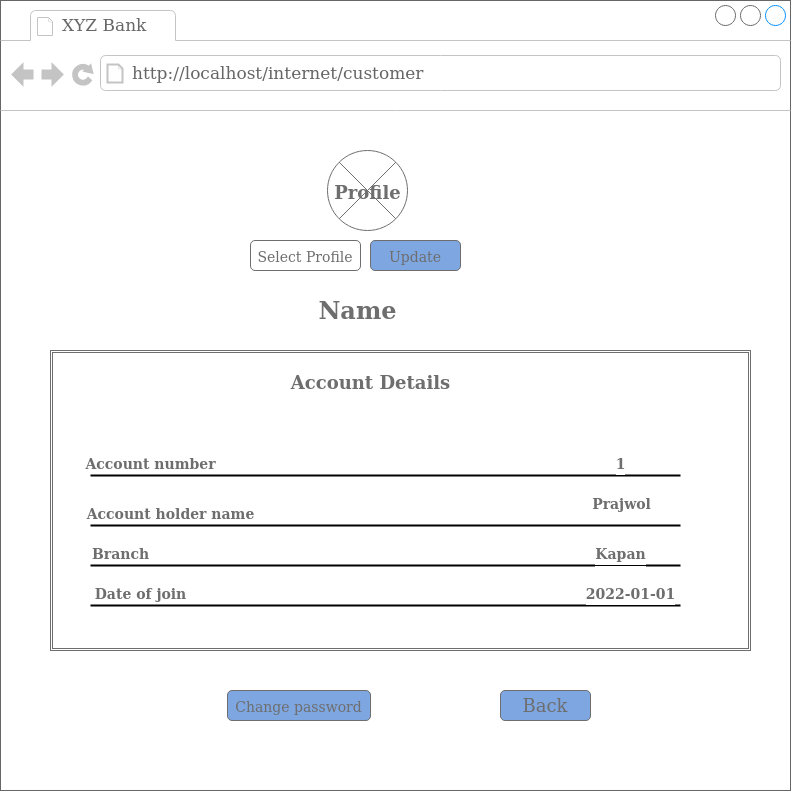 XYZ Bank
http://localhost/internet/customer
Profile
Select Profile Update
Name
Account Details
Account number 1
Account holder name Prajwol
Branch Kapan
Date of join 2022-01-01
Change password Back